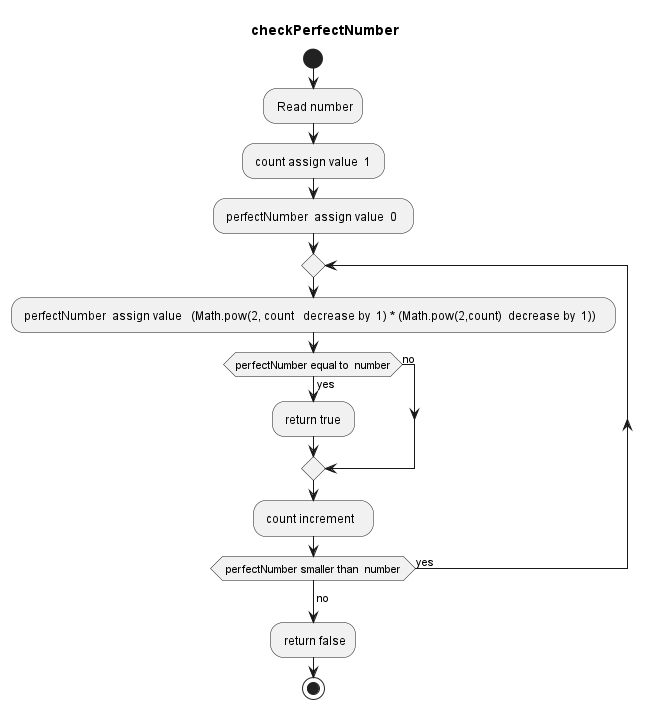 checkPerfectNumber
Read number
count assign value 1
perfectNumber assign value 0
perfectNumber assign value (Math.pow(2, count decrease by 1) * (Math.pow(2,count) decrease by 1))
perfectNumber equal to number
no
yes
return true
count increment
perfectNumber smaller than number
yes
no
return false